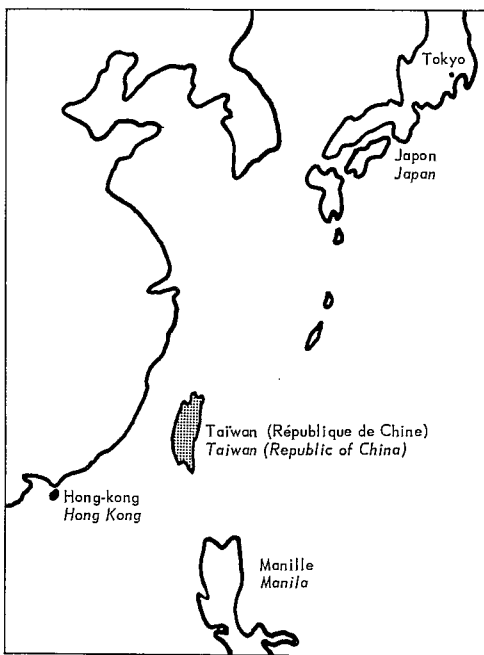 Tokyo
Japon
Japan
Taïwan (République de Chine)
Taiwan (Republic of China)
Hong-kong
Hong Kong
Manille
Manila